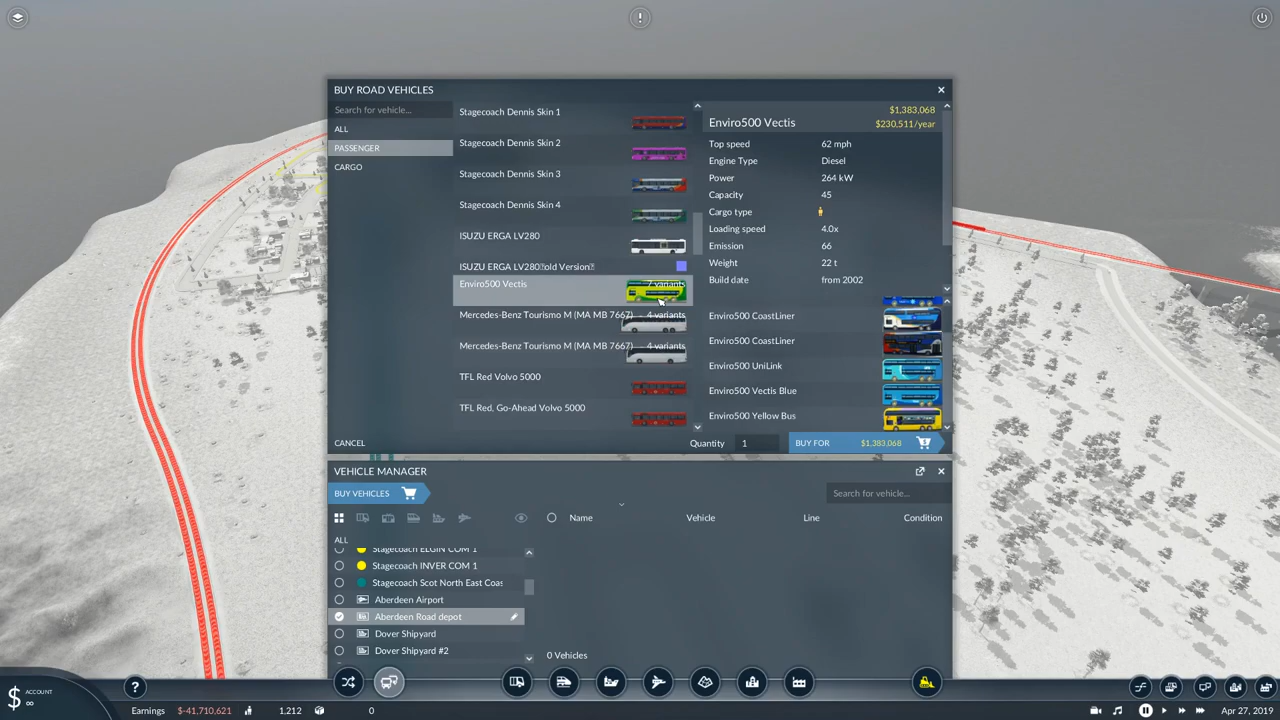 BUY ROAD VEHICLES
Search for vehicle...
ALL
PASSENGER
CARGO
Stagecoach Dennis Skin 1
Stagecoach Dennis Skin 2
Stagecoach Dennis Skin 3
Stagecoach Dennis Skin 4
ISUZU ERGA LV280
ISUZU ERGA LV280?old Version?
Enviro500 Vectis 7 variants
Mercedes-Benz Tourismo M (MA MB 7667) 4 variants
Mercedes-Benz Tourismo M (MA MB 7667) 4 variants
TFL Red Volvo 5000
TFL Red, Go-Ahead Volvo 5000
$1,383,068
Enviro500 Vectis $230,511/year
Top speed 62 mph
Engine Type Diesel
Power 264 kW
Capacity 45
Cargo type
Loading speed 4.0x
Emission 66
Weight 22 t
Build date from 2002
Enviro500 CoastLiner
Enviro500 CoastLiner
Enviro500 UniLink
Enviro500 Vectis Blue
Enviro500 Yellow Bus
CANCEL
Quantity 1 BUY FOR $1,383,068
VEHICLE MANAGER
BUY VEHICLES Search for vehicle...
Name Vehicle Line Condition
ALL
Stagecoach ELGIN COM 1
Stagecoach INVER COM 1
Stagecoach Scot North East Coas
Aberdeen Airport
Aberdeen Road depot
Dover Shipyard
Dover Shipyard #2
0 Vehicles
$ ACCOUNT
∞
?
Earnings $-41,710,621 1,212 0 Apr 27, 2019